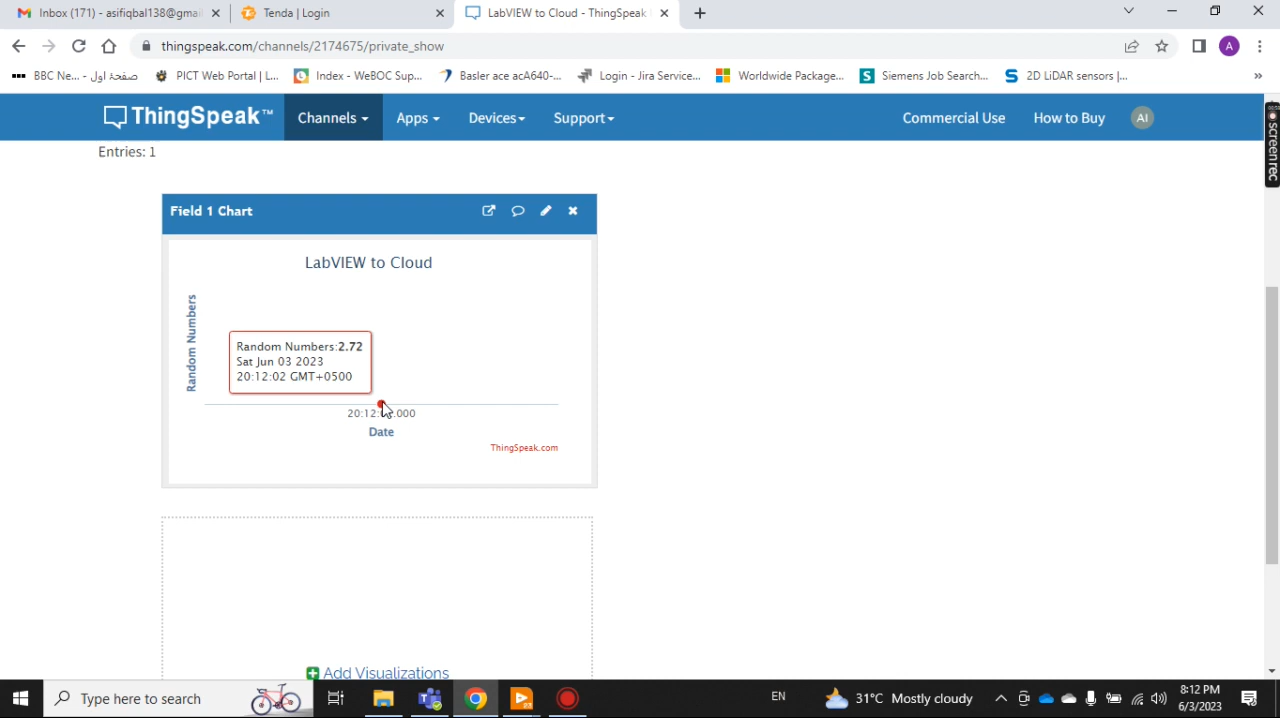 Inbox (171) - asifiqbal138@gmai
Tenda | Login
LabVIEW to Cloud - ThingSpeak
thingspeak.com/channels/2174675/private_show
A
BBC Ne... - صفحۂ اول
PICT Web Portal | L...
Index - WeBOC Sup...
Basler ace acA640-...
Login - Jira Service...
Worldwide Package...
Siemens Job Search...
2D LiDAR sensors |...
ThingSpeak™
Channels
Apps
Devices
Support
Commercial Use
How to Buy
AI
screenrec
Entries: 1
Field 1 Chart
LabVIEW to Cloud
Random Numbers
Random Numbers:2.72
Sat Jun 03 2023
20:12:02 GMT+0500
Date
ThingSpeak.com
Add Visualizations
Type here to search
EN
31°C Mostly cloudy
8:12 PM
6/3/2023